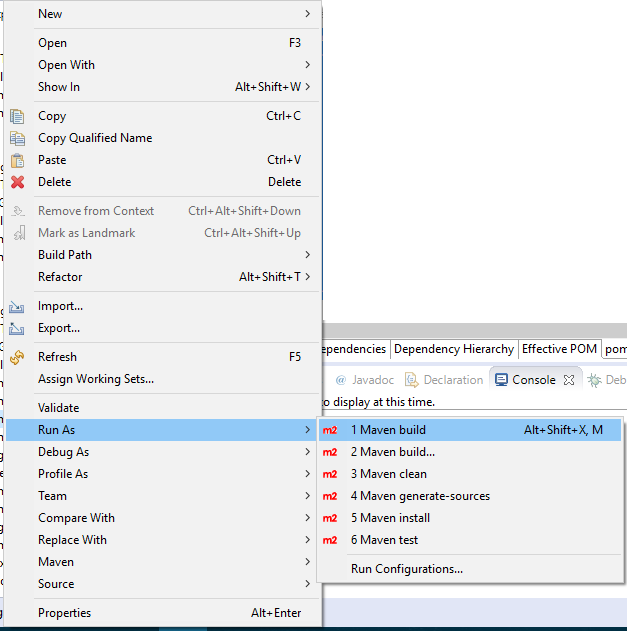 New
Open F3
Open With
Show In Alt+Shift+W
Copy Ctrl+C
Copy Qualified Name
Paste Ctrl+V
Delete Delete
Remove from Context Ctrl+Alt+Shift+Down
Mark as Landmark Ctrl+Alt+Shift+Up
Build Path
Refactor Alt+Shift+T
Import...
Export...
Refresh F5
Assign Working Sets...
Validate
Run As
Debug As
Profile As
Team
Compare With
Replace With
Maven
Source
Properties Alt+Enter
ependencies Dependency Hierarchy Effective POM pom
@ Javadoc Declaration Console Deb
o display at this time.
m2 1 Maven build Alt+Shift+X, M
m2 2 Maven build...
m2 3 Maven clean
m2 4 Maven generate-sources
m2 5 Maven install
m2 6 Maven test
Run Configurations...